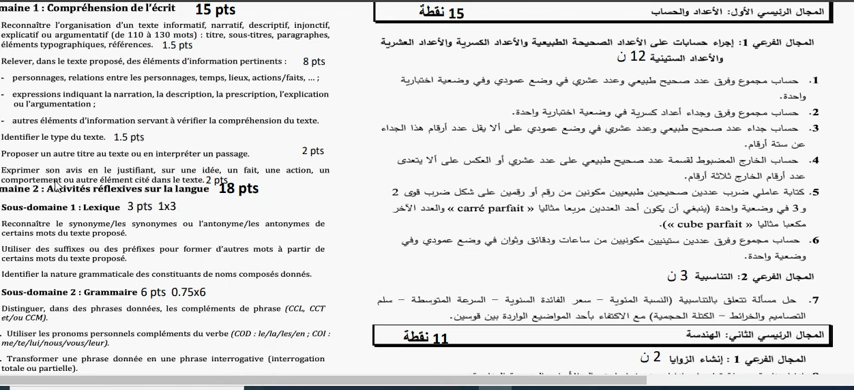 maine 1 : Compréhension de l'écrit 15 pts
Reconnaître l'organisation d'un texte informatif, narratif, descriptif, injonctif,
explicatif ou argumentatif (de 110 à 130 mots) : titre, sous-titres, paragraphes,
éléments typographiques, références. 1.5 pts
Relever, dans le texte proposé, des éléments d'information pertinents : 8 pts
- personnages, relations entre les personnages, temps, lieux, actions/faits, ... ;
- expressions indiquant la narration, la description, la prescription, l'explication
ou l'argumentation ;
- autres éléments d'information servant à vérifier la compréhension du texte.
Identifier le type du texte. 1.5 pts
Proposer un autre titre au texte ou en interpréter un passage. 2 pts
Exprimer son avis en le justifiant, sur une idée, un fait, une action, un
comportement ou autre élément cité dans le texte. 2 pts
maine 2 : Activités réflexives sur la langue 18 pts
Sous-domaine 1 : Lexique 3 pts 1x3
Reconnaître le synonyme/les synonymes ou l'antonyme/les antonymes de
certains mots du texte proposé.
Utiliser des suffixes ou des préfixes pour former d'autres mots à partir de
certains mots du texte proposé.
Identifier la nature grammaticale des constituants de noms composés donnés.
Sous-domaine 2 : Grammaire 6 pts 0.75x6
Distinguer, dans des phrases données, les compléments de phrase (CCL, CCT
et/ou CCM).
. Utiliser les pronoms personnels compléments du verbe (COD : le/la/les/en ; COI :
me/te/lui/nous/vous/leur).
. Transformer une phrase donnée en une phrase interrogative (interrogation
totale ou partielle).
المجال الرئيسي الأول: الأعداد والحساب 15 نقطة
المجال الفرعي 1: إجراء حسابات على الأعداد الصحيحة الطبيعية والأعداد الكسرية والأعداد العشرية
والأعداد الستينية 12 ن
1. حساب مجموع وفرق عدد صحيح طبيعي وعدد عشري في وضع عمودي وفي وضعية اختبارية
واحدة.
2. حساب مجموع وفرق وجداء أعداد كسرية في وضعية اختبارية واحدة.
3. حساب جداء عدد صحيح طبيعي وعدد عشري في وضع عمودي على ألا يقل عدد أرقام هذا الجداء
عن ستة أرقام.
4. حساب الخارج المضبوط لقسمة عدد صحيح طبيعي على عدد عشري أو العكس على ألا يتعدى
عدد أرقام الخارج ثلاثة أرقام.
5. كتابة عاملي ضرب عددين صحيحين طبيعيين مكونين من رقم أو رقمين على شكل ضرب قوى 2
و 3 في وضعية واحدة (ينبغي أن يكون أحد العددين مربعا مثاليا « carré parfait » والعدد الآخر
مكعبا مثاليا « cube parfait »).
6. حساب مجموع وفرق عددين ستينيين مكونيين من ساعات ودقائق وثوان في وضع عمودي وفي
وضعية واحدة.
المجال الفرعي 2: التناسبية 3 ن
7. حل مسألة تتعلق بالتناسبية (النسبة المئوية – سعر الفائدة السنوية – السرعة المتوسطة – سلم
التصاميم والخرائط – الكتلة الحجمية) مع الاكتفاء بأحد المواضيع الواردة بين قوسين.
المجال الرئيسي الثاني: الهندسة 11 نقطة
المجال الفرعي 1 : إنشاء الزوايا 2 ن